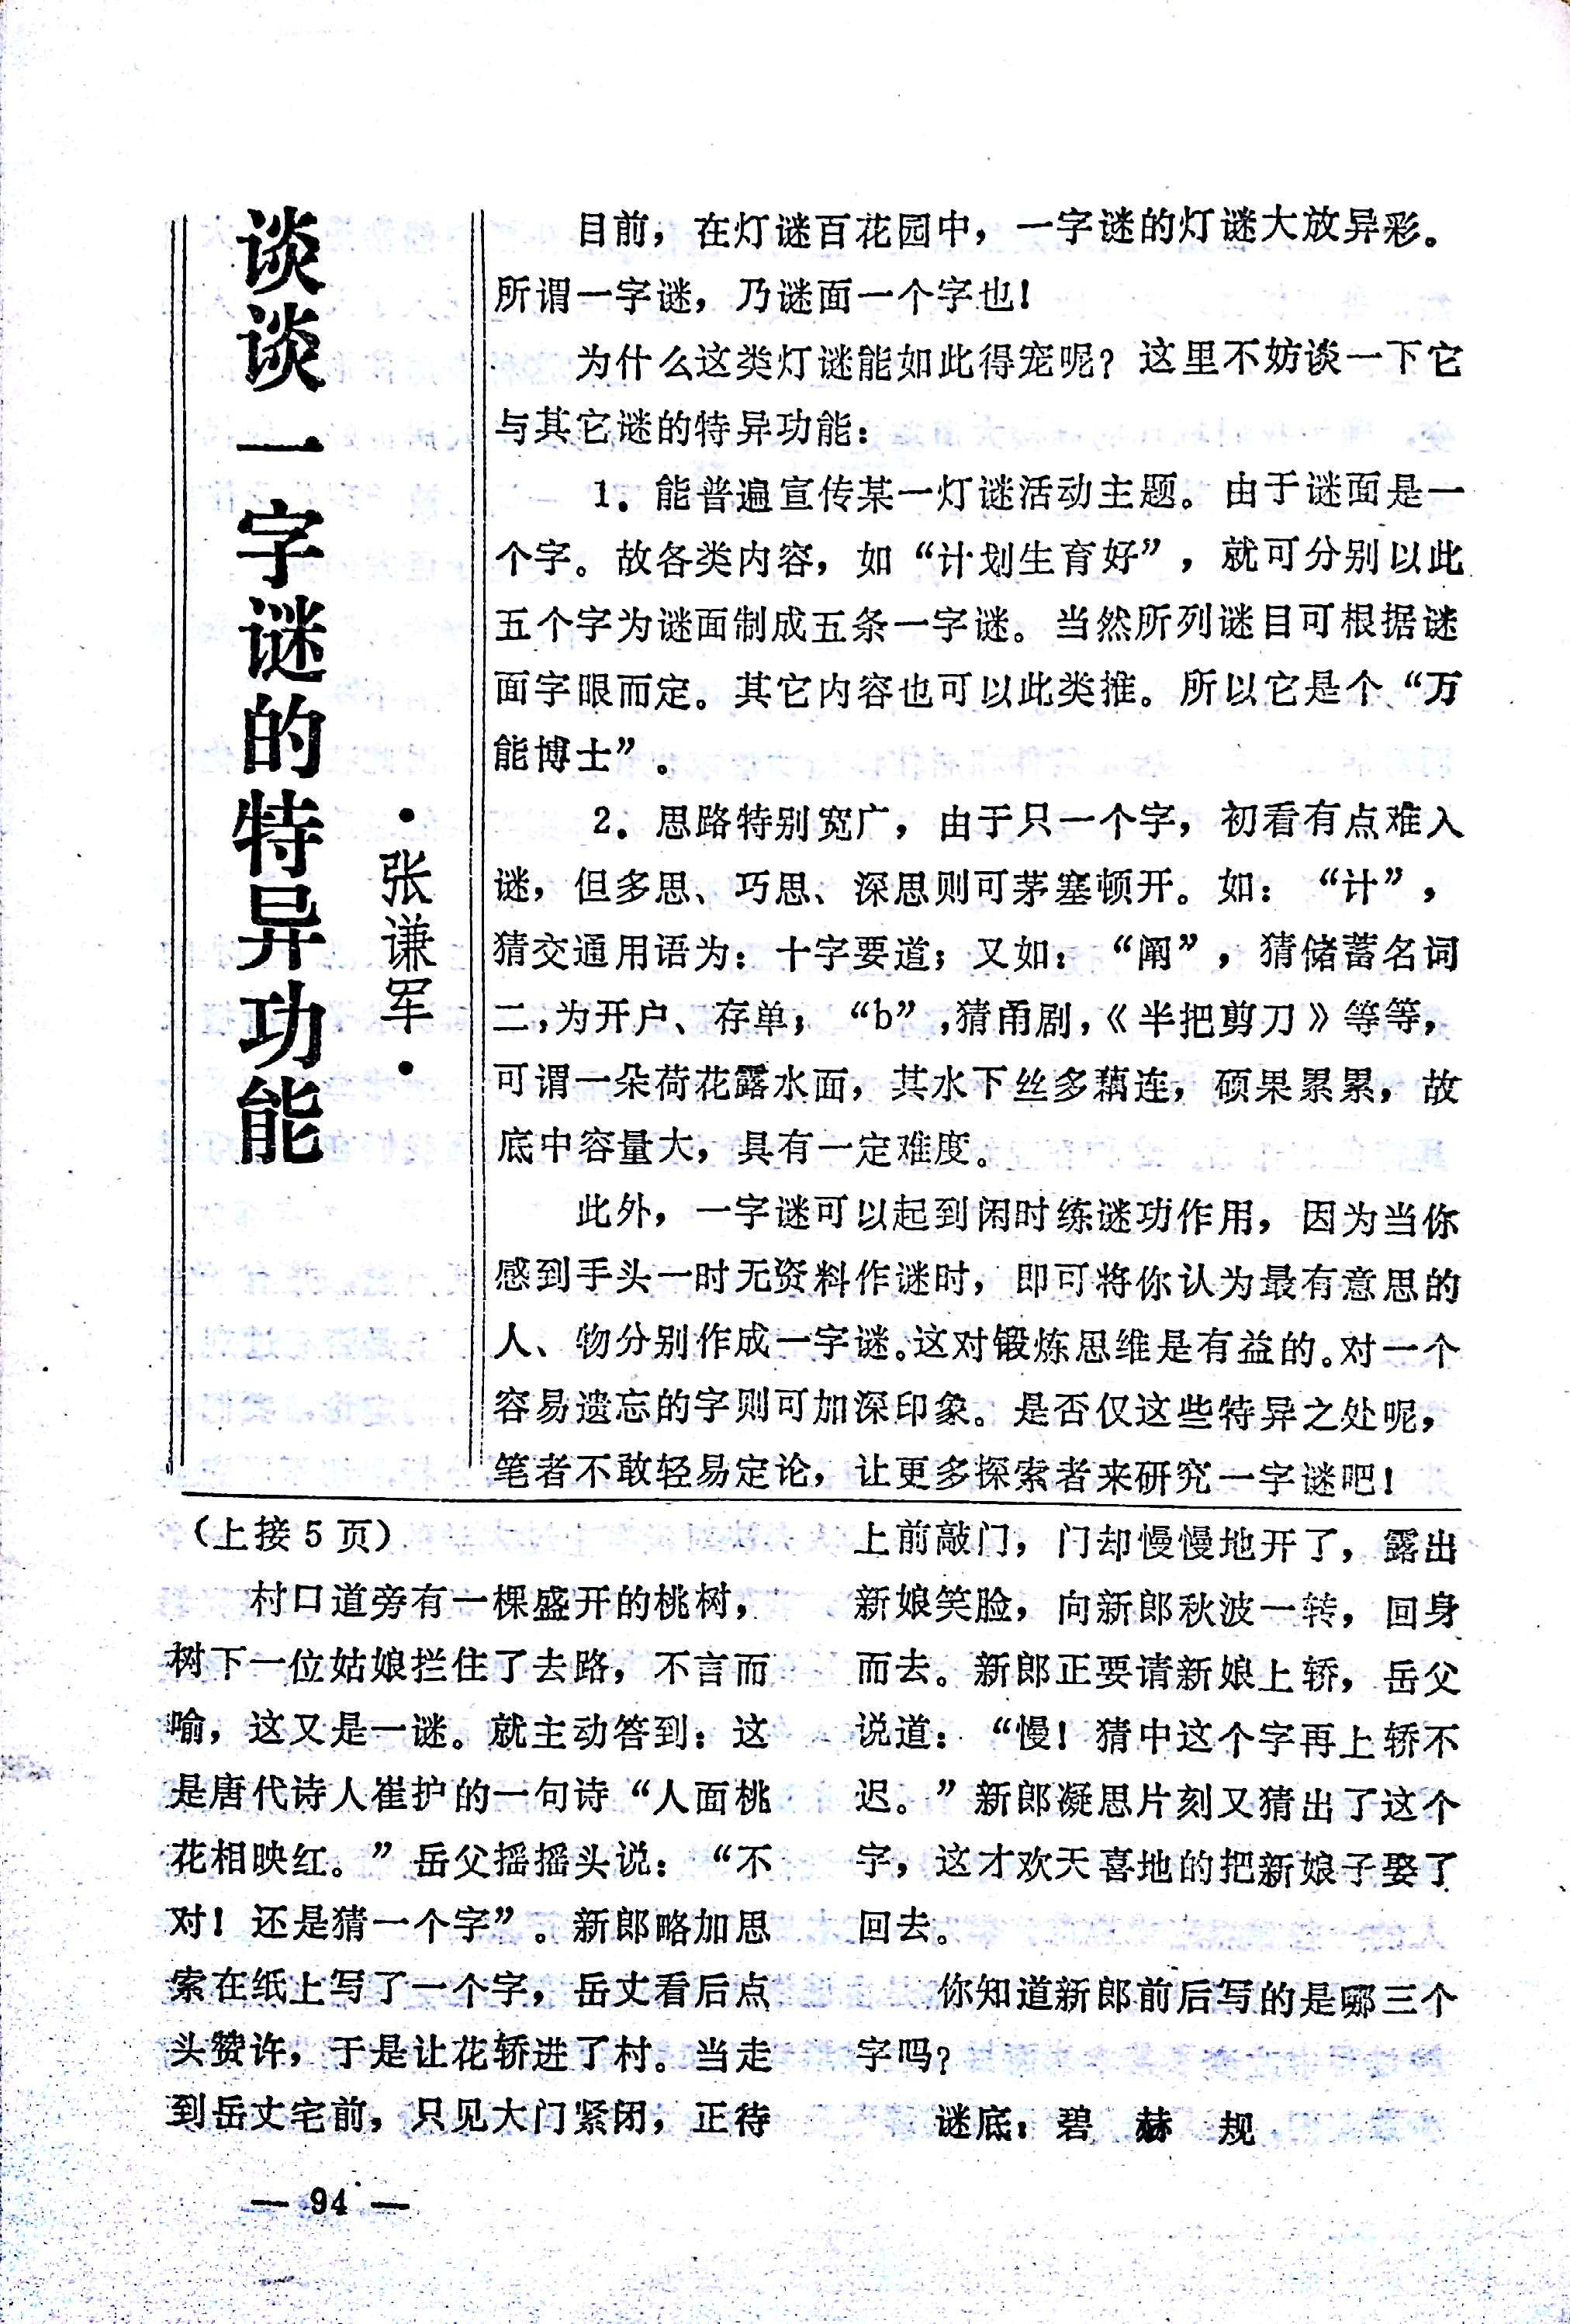 谈谈一字谜的特异功能
·张谦军·
目前，在灯谜百花园中，一字谜的灯谜大放异彩。
所谓一字谜，乃谜面一个字也！
为什么这类灯谜能如此得宠呢？这里不妨谈一下它
与其它谜的特异功能：
1．能普遍宣传某一灯谜活动主题。由于谜面是一
个字。故各类内容，如“计划生育好”，就可分别以此
五个字为谜面制成五条一字谜。当然所列谜目可根据谜
面字眼而定。其它内容也可以此类推。所以它是个“万
能博士”。
2．思路特别宽广，由于只一个字，初看有点难入
谜，但多思、巧思、深思则可茅塞顿开。如：“计”，
猜交通用语为：十字要道；又如：“阐”，猜储蓄名词
二，为开户、存单；“b”，猜甬剧，《半把剪刀》等等，
可谓一朵荷花露水面，其水下丝多藕连，硕果累累，故
底中容量大，具有一定难度。
此外，一字谜可以起到闲时练谜功作用，因为当你
感到手头一时无资料作谜时，即可将你认为最有意思的
人、物分别作成一字谜。这对锻炼思维是有益的。对一个
容易遗忘的字则可加深印象。是否仅这些特异之处呢，
笔者不敢轻易定论，让更多探索者来研究一字谜吧！
（上接5页）
村口道旁有一棵盛开的桃树，
树下一位姑娘拦住了去路，不言而
喻，这又是一谜。就主动答到：这
是唐代诗人崔护的一句诗“人面桃
花相映红。”岳父摇摇头说：“不
对！还是猜一个字”。新郎略加思
索在纸上写了一个字，岳丈看后点
头赞许，于是让花轿进了村。当走
到岳丈宅前，只见大门紧闭，正待
上前敲门，门却慢慢地开了，露出
新娘笑脸，向新郎秋波一转，回身
而去。新郎正要请新娘上轿，岳父
说道：“慢！猜中这个字再上轿不
迟。”新郎凝思片刻又猜出了这个
字，这才欢天喜地的把新娘子娶了
回去。
你知道新郎前后写的是哪三个
字吗？
谜底：碧 赫 规
— 94 —